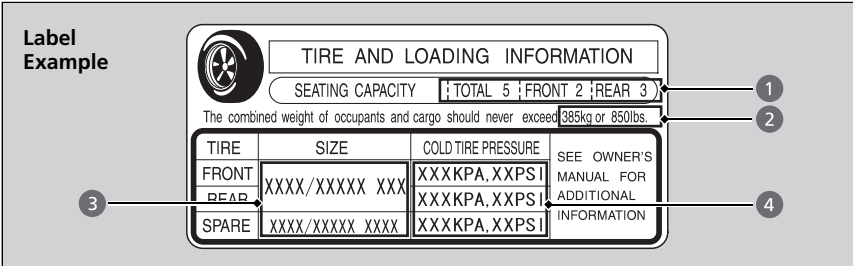 Label
Example
TIRE AND LOADING INFORMATION
SEATING CAPACITY TOTAL 5 FRONT 2 REAR 3
1
The combined weight of occupants and cargo should never exceed 385kg or 850lbs.
2
TIRE SIZE COLD TIRE PRESSURE
SEE OWNER'S
MANUAL FOR
ADDITIONAL
INFORMATION
FRONT XXXX/XXXXX XXX XXXKPA,XXPSI
REAR XXXKPA,XXPSI
SPARE XXXX/XXXXX XXXX XXXKPA,XXPSI
3
4